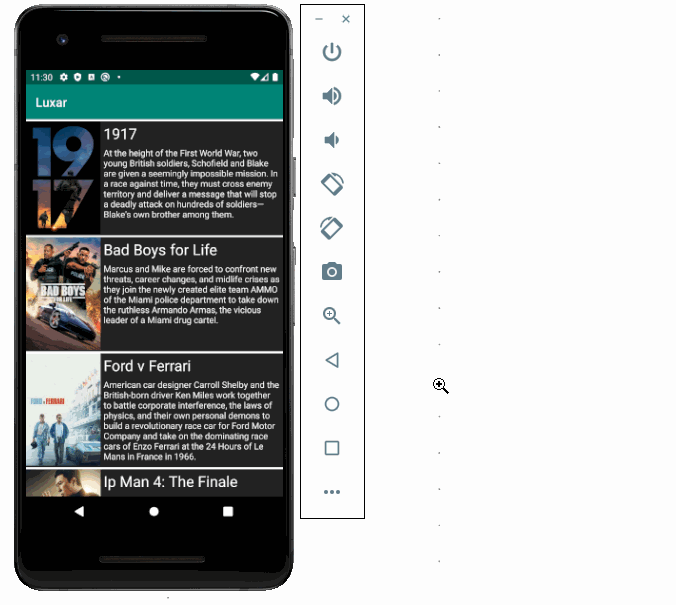 11:30
Luxar
1917
At the height of the First World War, two
young British soldiers, Schofield and Blake
are given a seemingly impossible mission. In
a race against time, they must cross enemy
territory and deliver a message that will stop
a deadly attack on hundreds of soldiers—
Blake's own brother among them.
19
17
Bad Boys for Life
Marcus and Mike are forced to confront new
threats, career changes, and midlife crises as
they join the newly created elite team AMMO
of the Miami police department to take down
the ruthless Armando Armas, the vicious
leader of a Miami drug cartel.
BAD BOYS
FOR LIFE
Ford v Ferrari
American car designer Carroll Shelby and the
British-born driver Ken Miles work together
to battle corporate interference, the laws of
physics, and their own personal demons to
build a revolutionary race car for Ford Motor
Company and take on the dominating race
cars of Enzo Ferrari at the 24 Hours of Le
Mans in France in 1966.
FORD v FERRARI
Ip Man 4: The Finale